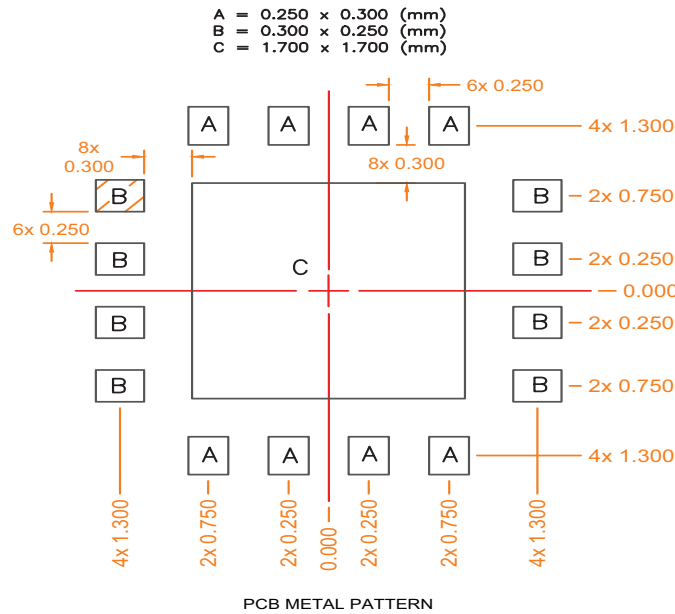 A = 0.250 x 0.300 (mm)
B = 0.300 x 0.250 (mm)
C = 1.700 x 1.700 (mm)
6x 0.250
A A A A
4x 1.300
8x
0.300
8x 0.300
B
B
2x 0.750
6x 0.250
B
B
2x 0.250
C
0.000
B
B
2x 0.250
B
B
2x 0.750
A A A A
4x 1.300
4x 1.300
2x 0.750
2x 0.250
0.000
2x 0.250
2x 0.750
4x 1.300
PCB METAL PATTERN